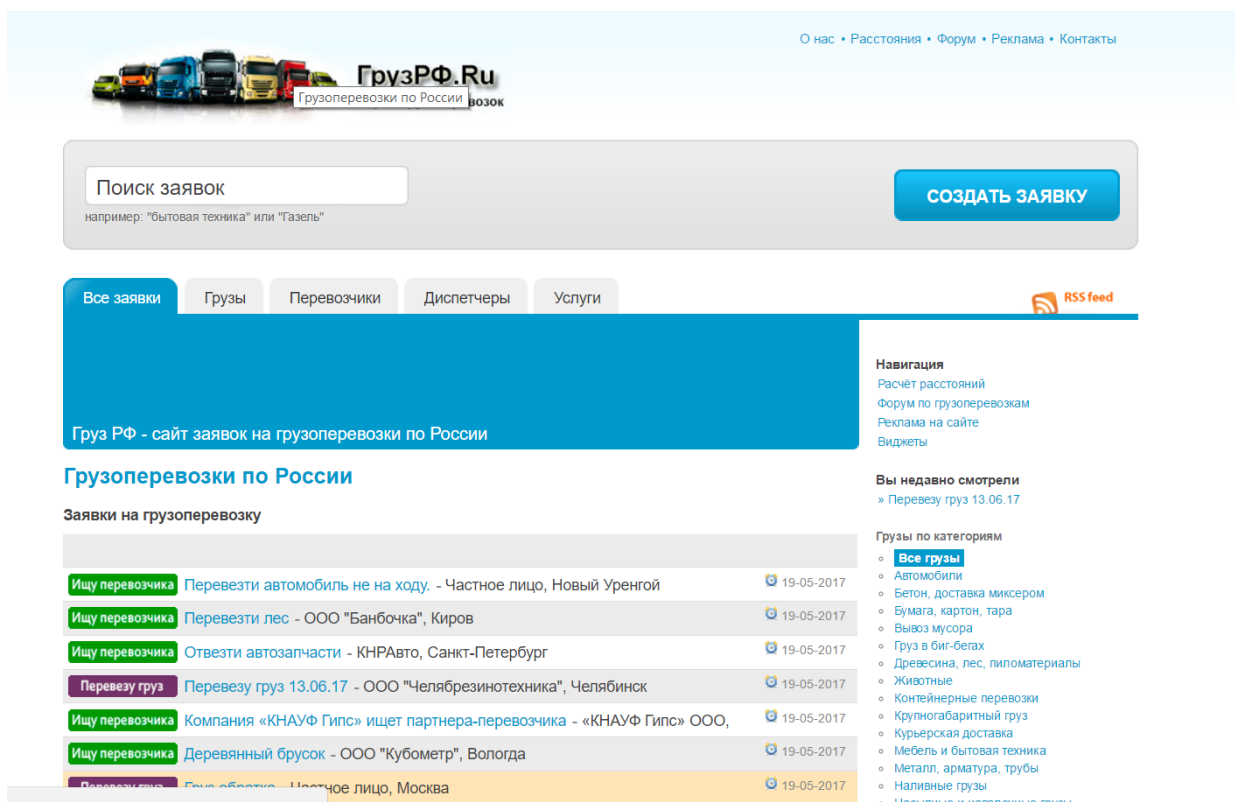 О нас • Расстояния • Форум • Реклама • Контакты
ГрузРФ.Ru
Грузоперевозки по России
возок
Поиск заявок
например: "бытовая техника" или "Газель"
СОЗДАТЬ ЗАЯВКУ
Все заявки Грузы Перевозчики Диспетчеры Услуги
RSS feed
Груз РФ - сайт заявок на грузоперевозки по России
Грузоперевозки по России
Заявки на грузоперевозку
Ищу перевозчика Перевезти автомобиль не на ходу. - Частное лицо, Новый Уренгой 19-05-2017
Ищу перевозчика Перевезти лес - ООО "Банбочка", Киров 19-05-2017
Ищу перевозчика Отвезти автозапчасти - КНРАвто, Санкт-Петербург 19-05-2017
Перевезу груз Перевезу груз 13.06.17 - ООО "Челябрезинотехника", Челябинск 19-05-2017
Ищу перевозчика Компания «КНАУФ Гипс» ищет партнера-перевозчика - «КНАУФ Гипс» ООО, 19-05-2017
Ищу перевозчика Деревянный брусок - ООО "Кубометр", Вологда 19-05-2017
Перевезу груз Груз обратно - Частное лицо, Москва 19-05-2017
Навигация
Расчёт расстояний
Форум по грузоперевозкам
Реклама на сайте
Виджеты
Вы недавно смотрели
» Перевезу груз 13.06.17
Грузы по категориям
Все грузы
Автомобили
Бетон, доставка миксером
Бумага, картон, тара
Вывоз мусора
Груз в биг-бегах
Древесина, лес, пиломатериалы
Животные
Контейнерные перевозки
Крупногабаритный груз
Курьерская доставка
Мебель и бытовая техника
Металл, арматура, трубы
Наливные грузы